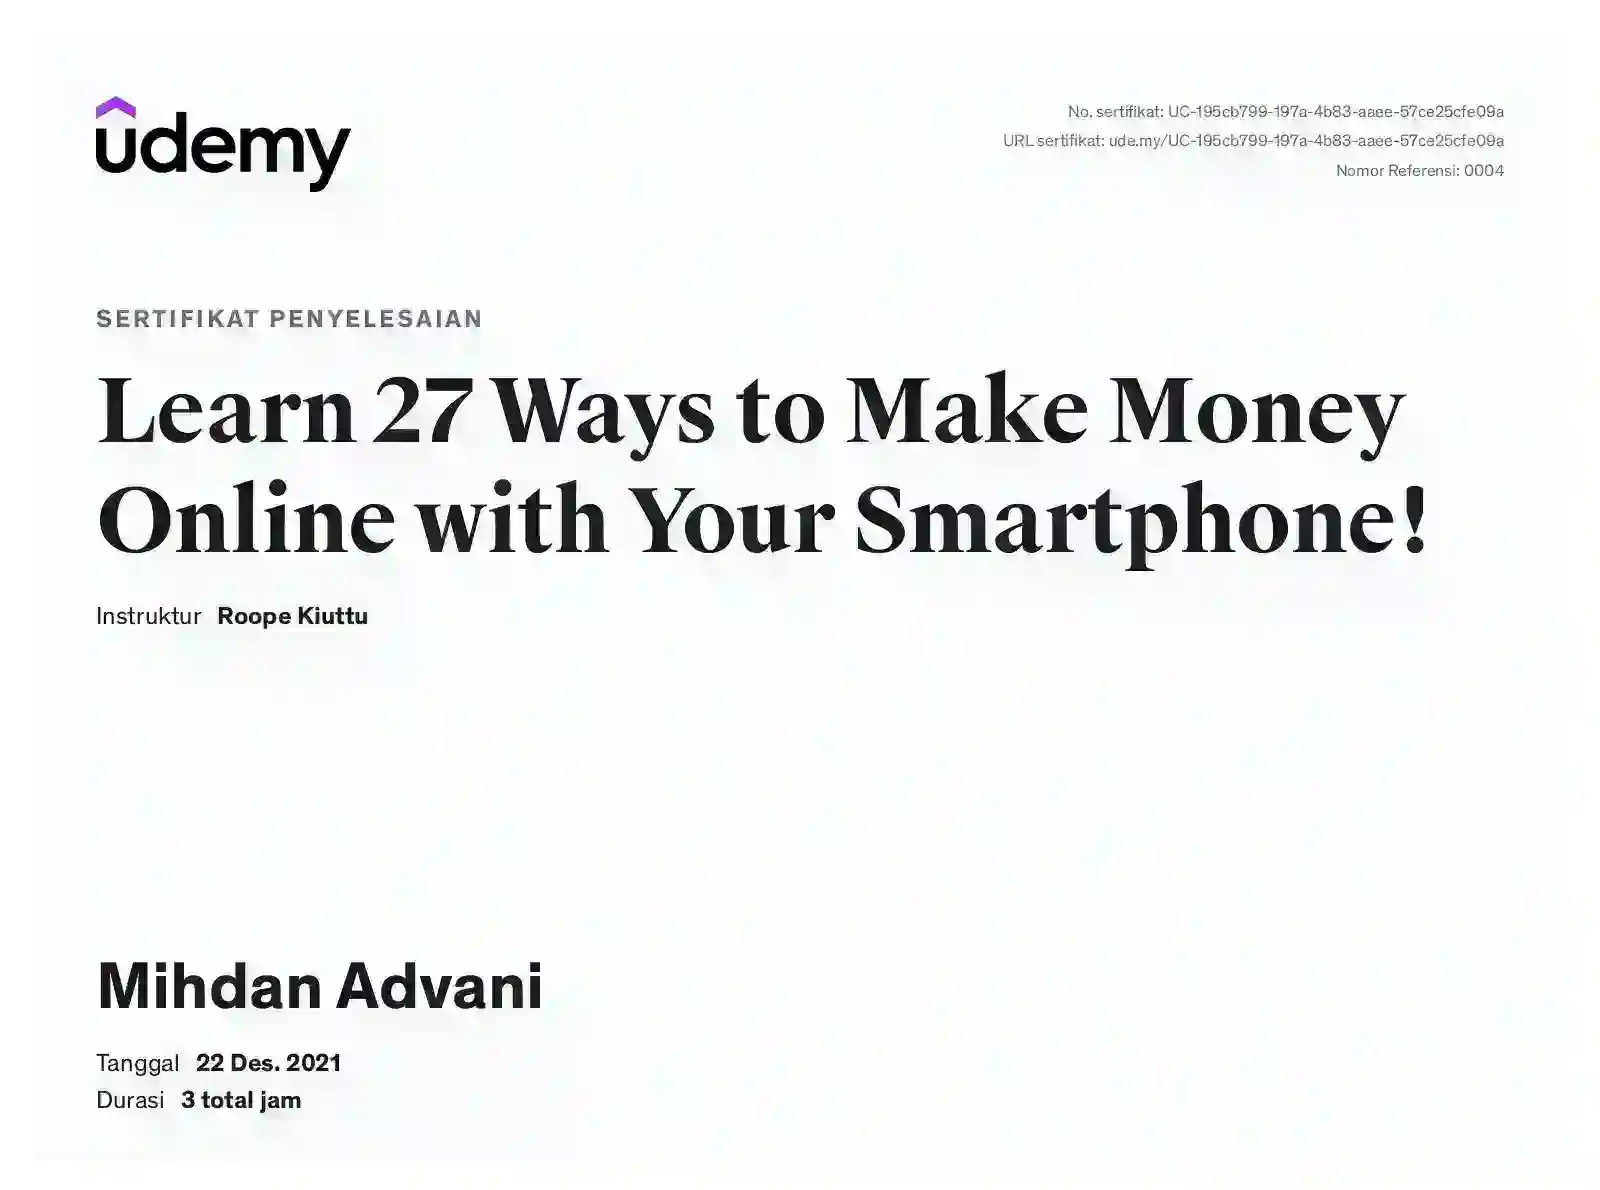 udemy
No. sertifikat: UC-195cb799-197a-4b83-aaee-57ce25cfe09a
URL sertifikat: ude.my/UC-195cb799-197a-4b83-aaee-57ce25cfe09a
Nomor Referensi: 0004
SERTIFIKAT PENYELESAIAN
Learn 27 Ways to Make Money
Online with Your Smartphone!
Instruktur Roope Kiuttu
Mihdan Advani
Tanggal 22 Des. 2021
Durasi 3 total jam